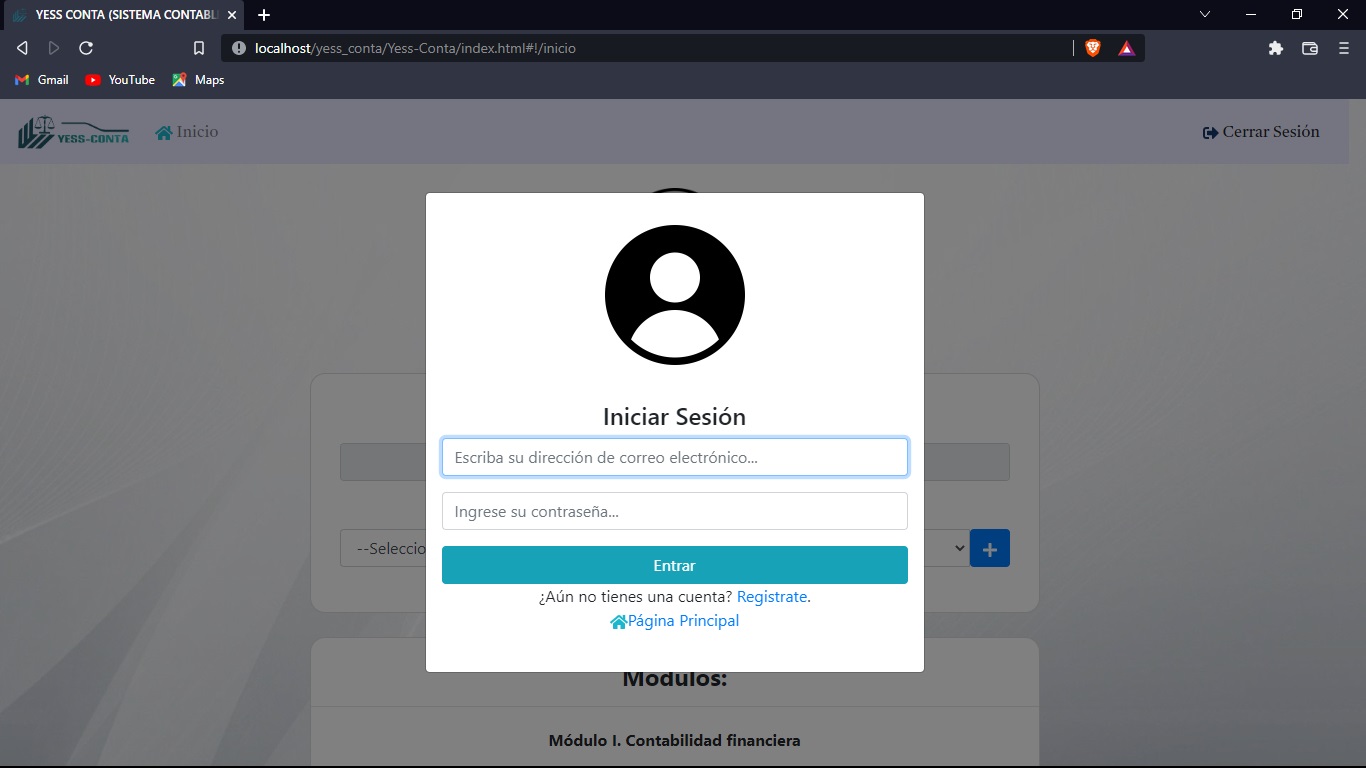 YESS CONTA (SISTEMA CONTABL
localhost/yess_conta/Yess-Conta/index.html#!/inicio
Gmail YouTube Maps
YESS-CONTA Inicio Cerrar Sesión
Iniciar Sesión
Escriba su dirección de correo electrónico...
Ingrese su contraseña...
--Seleccio
Entrar
¿Aún no tienes una cuenta? Registrate.
Página Principal
Módulos:
Módulo I. Contabilidad financiera